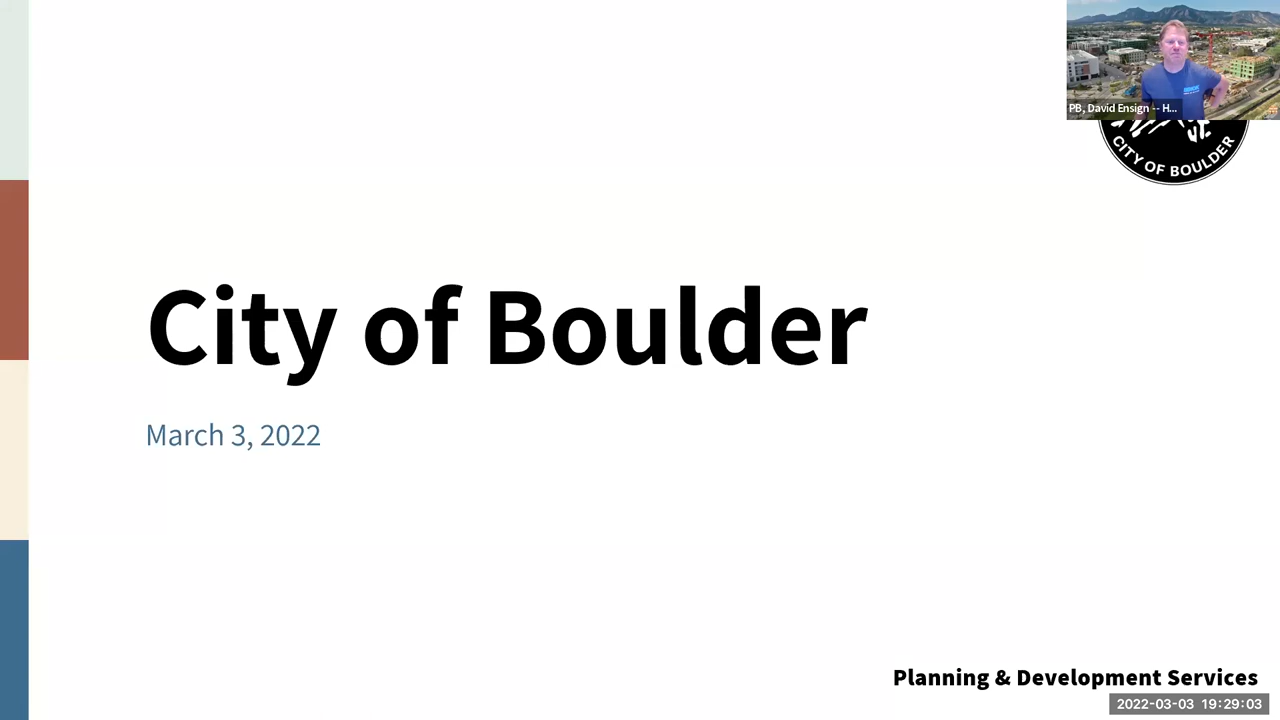 PB, David Ensign -- H...
CITY OF BOULDER
City of Boulder
March 3, 2022
Planning & Development Services
2022-03-03 19:29:03